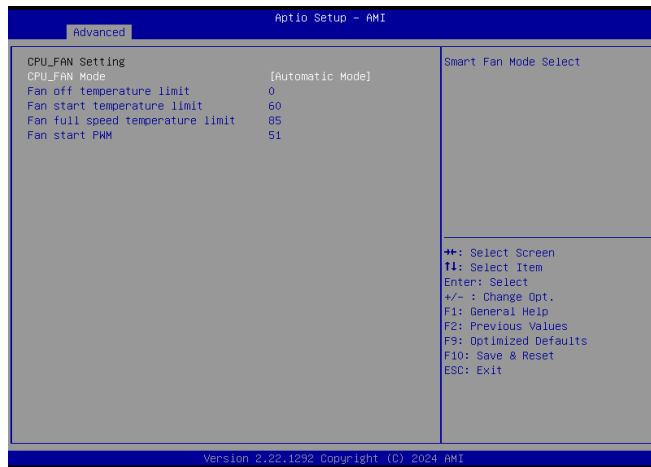 Aptio Setup – AMI
Advanced
CPU_FAN Setting
CPU_FAN Mode [Automatic Mode]
Fan off temperature limit 0
Fan start temperature limit 60
Fan full speed temperature limit 85
Fan start PWM 51
Smart Fan Mode Select
→←: Select Screen
↑↓: Select Item
Enter: Select
+/- : Change Opt.
F1: General Help
F2: Previous Values
F9: Optimized Defaults
F10: Save & Reset
ESC: Exit
Version 2.22.1292 Copyright (C) 2024 AMI